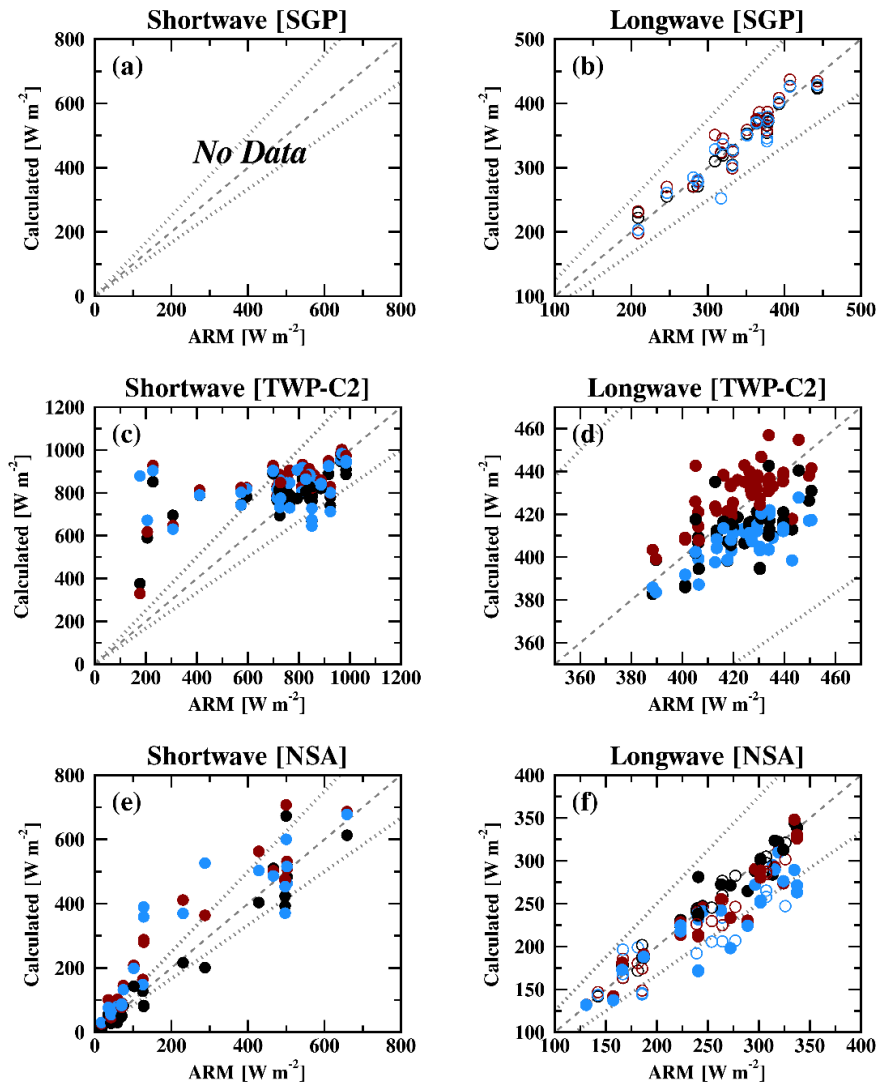 Shortwave [SGP]
(a)
No Data
Calculated [W m-2]
800
600
400
200
0
0 200 400 600 800
ARM [W m-2]
Longwave [SGP]
(b)
Calculated [W m-2]
500
400
300
200
100
100 200 300 400 500
ARM [W m-2]
Shortwave [TWP-C2]
(c)
Calculated [W m-2]
1200
1000
800
600
400
200
0
0 200 400 600 800 1000 1200
ARM [W m-2]
Longwave [TWP-C2]
(d)
Calculated [W m-2]
460
440
420
400
380
360
360 380 400 420 440 460
ARM [W m-2]
Shortwave [NSA]
(e)
Calculated [W m-2]
800
600
400
200
0
0 200 400 600 800
ARM [W m-2]
Longwave [NSA]
(f)
Calculated [W m-2]
400
350
300
250
200
150
100
100 150 200 250 300 350 400
ARM [W m-2]